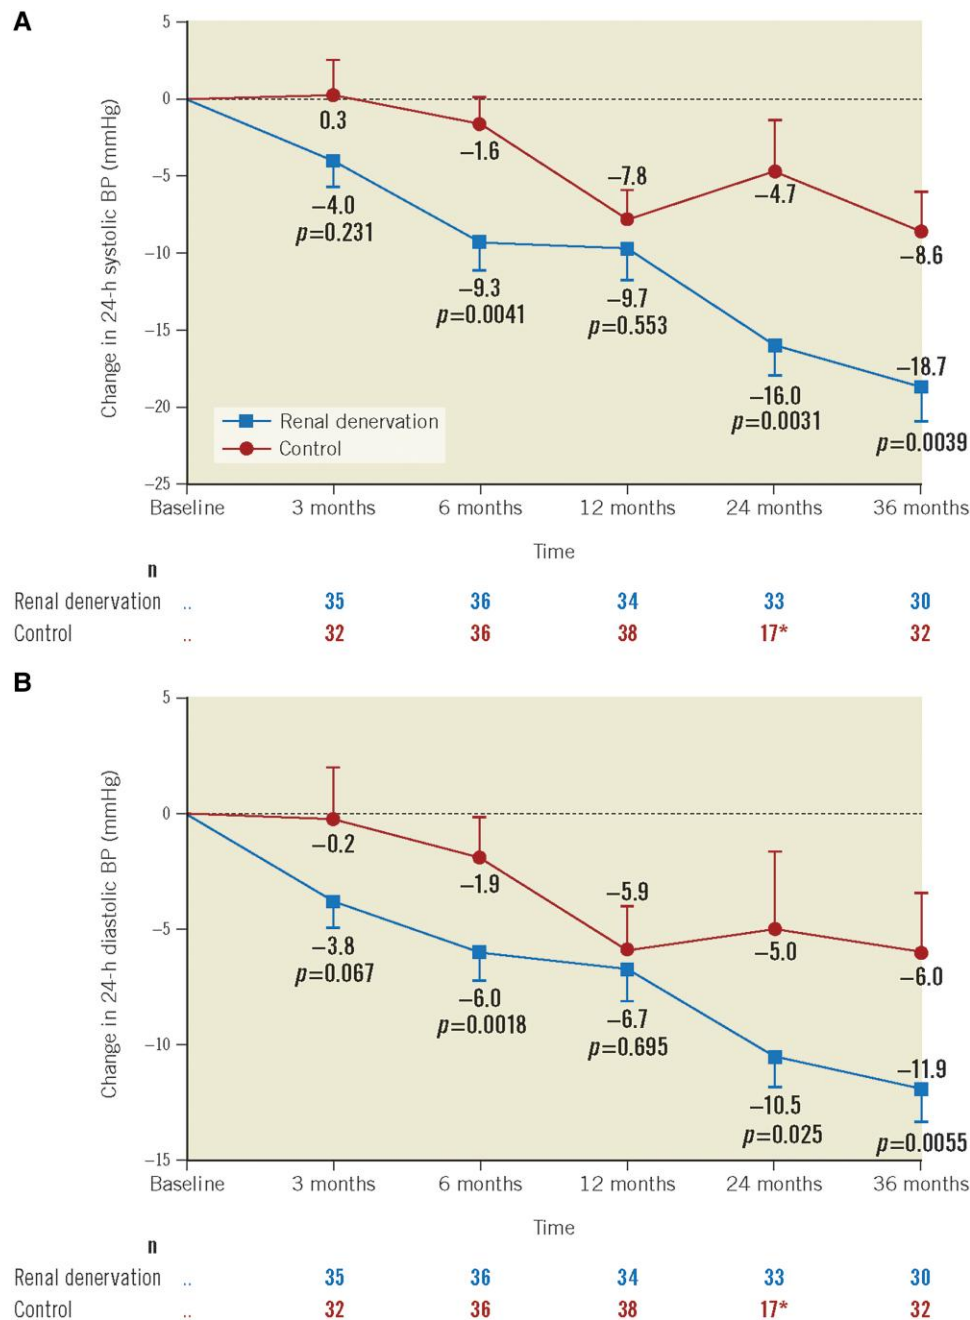 A
Change in 24-h systolic BP (mmHg)
5
0
−5
−10
−15
−20
−25
0.3
−1.6
−7.8
−4.7
−8.6
−4.0
p=0.231
−9.3
p=0.0041
−9.7
p=0.553
−16.0
p=0.0031
−18.7
p=0.0039
Renal denervation
Control
Baseline 3 months 6 months 12 months 24 months 36 months
Time
n
Renal denervation .. 35 36 34 33 30
Control .. 32 36 38 17* 32
B
Change in 24-h diastolic BP (mmHg)
5
0
−5
−10
−15
−0.2
−1.9
−5.9
−5.0
−6.0
−3.8
p=0.067
−6.0
p=0.0018
−6.7
p=0.695
−10.5
p=0.025
−11.9
p=0.0055
Baseline 3 months 6 months 12 months 24 months 36 months
Time
n
Renal denervation .. 35 36 34 33 30
Control .. 32 36 38 17* 32